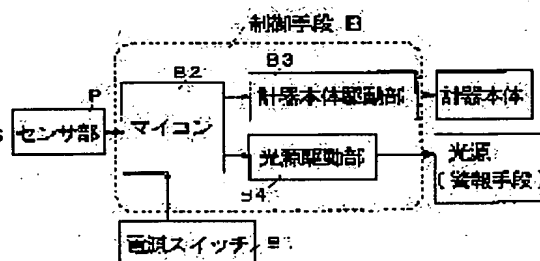 制御手段 B
B2
B3
P
計器本体駆動部
計器本体
センサ部
マイコン
光源駆動部
光源
(警報手段)
B4
電源スイッチ